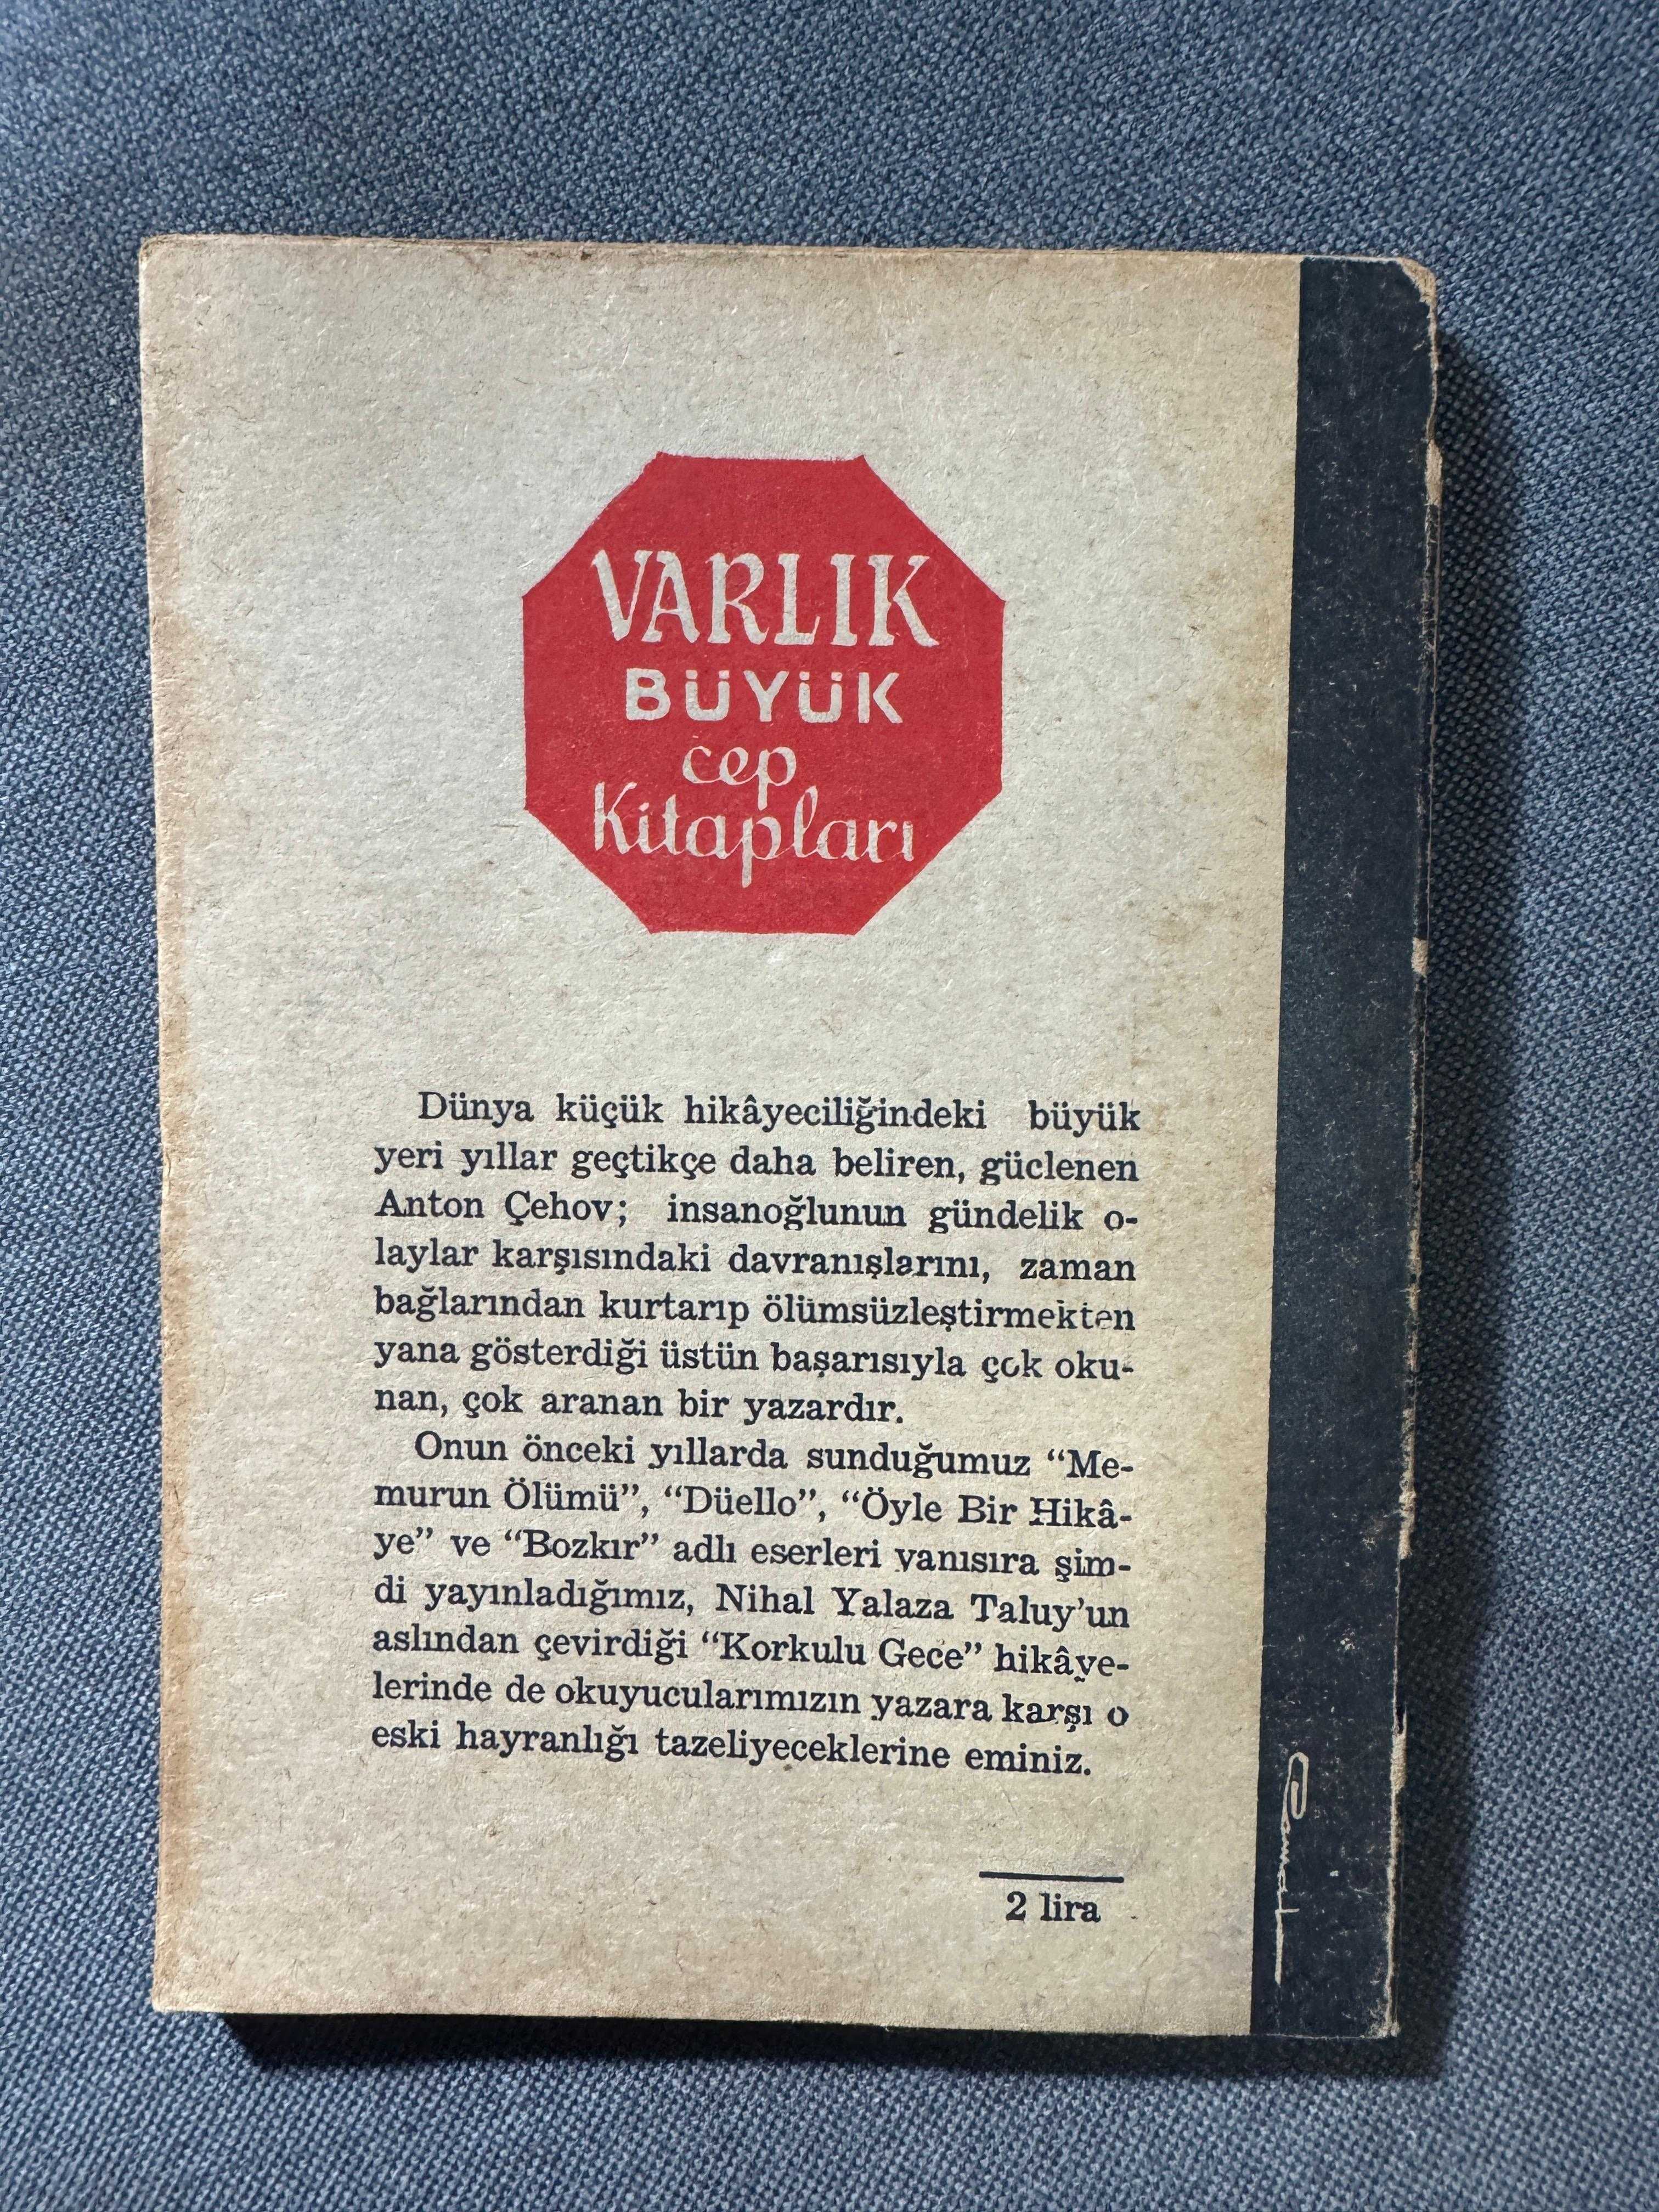 VARLIK
BÜYÜK
cep
Kitapları
Dünya küçük hikâyeciliğindeki büyük
yeri yıllar geçtikçe daha beliren, güclenen
Anton Çehov; insanoğlunun gündelik o-
laylar karşısındaki davranışlarını, zaman
bağlarından kurtarıp ölümsüzleştirmekten
yana gösterdiği üstün başarısıyla çok oku-
nan, çok aranan bir yazardır.
Onun önceki yıllarda sunduğumuz “Me-
murun Ölümü”, “Düello”, “Öyle Bir Hikâ-
ye” ve “Bozkır” adlı eserleri yanısıra şim-
di yayınladığımız, Nihal Yalaza Taluy’un
aslından çevirdiği “Korkulu Gece” hikâye-
lerinde de okuyucularımızın yazara karşı o
eski hayranlığı tazeliyeceklerine eminiz.
2 lira